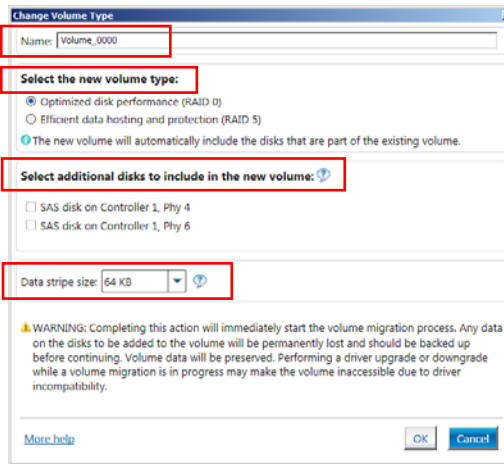 Change Volume Type
Name: Volume_0000
Select the new volume type:
Optimized disk performance (RAID 0)
Efficient data hosting and protection (RAID 5)
The new volume will automatically include the disks that are part of the existing volume.
Select additional disks to include in the new volume:
SAS disk on Controller 1, Phy 4
SAS disk on Controller 1, Phy 6
Data stripe size: 64 KB
WARNING: Completing this action will immediately start the volume migration process. Any data
on the disks to be added to the volume will be permanently lost and should be backed up
before continuing. Volume data will be preserved. Performing a driver upgrade or downgrade
while a volume migration is in progress may make the volume inaccessible due to driver
incompatibility.
More help OK Cancel